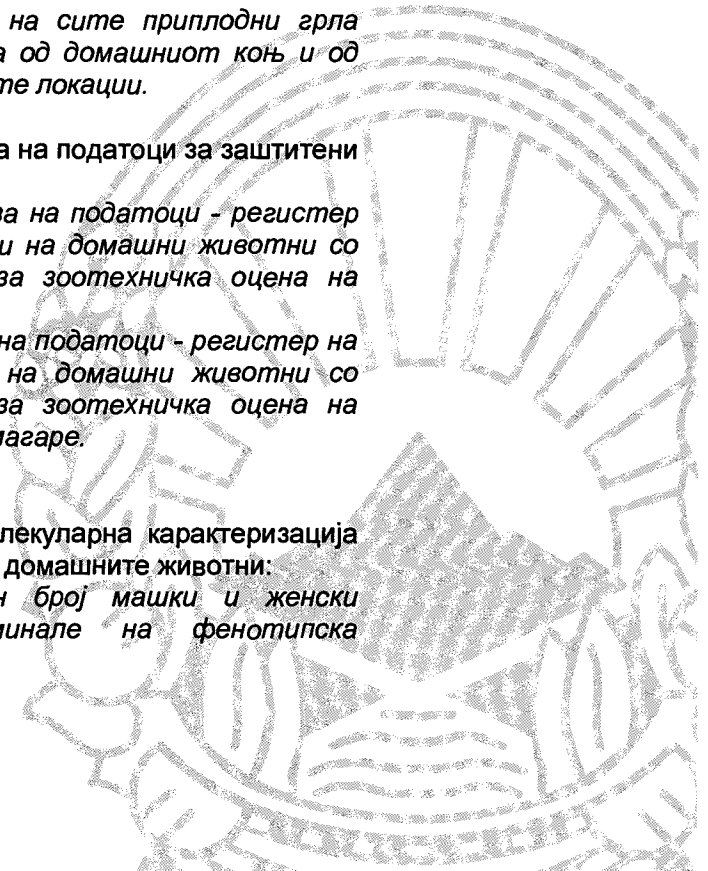 на сите приплодни грла
а од домашниот коњ и од
те локации.
а на податоци за заштитени
за на податоци - регистер
и на домашни животни со
за зоотехничка оцена на
на податоци - регистер на
на домашни животни со
за зоотехничка оцена на
магаре.
лекуларна карактеризација
домашните животни:
н број машки и женски
минале на фенотипска